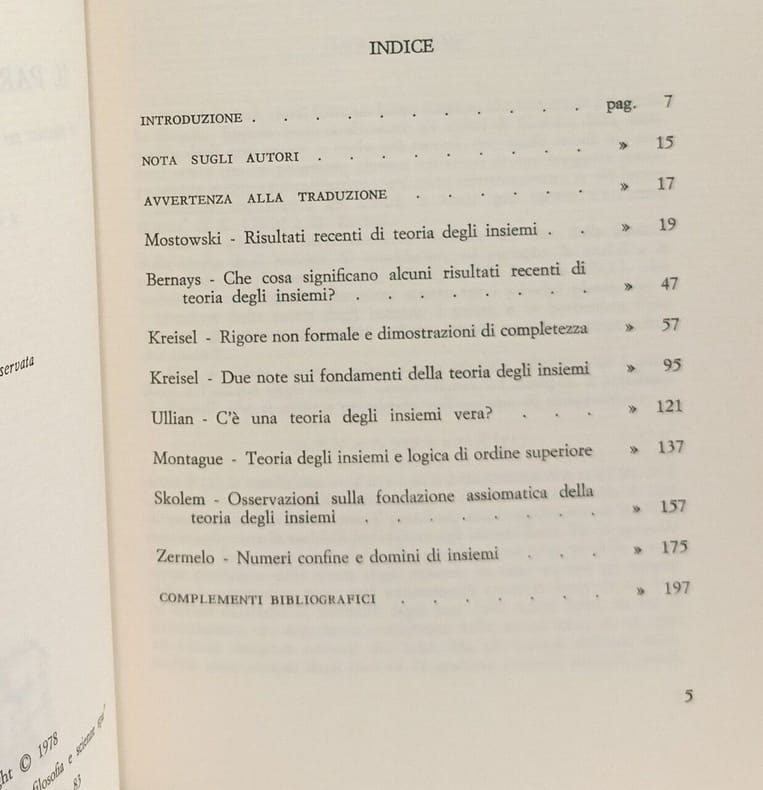 INDICE
INTRODUZIONE . . . . . . . . . . . pag. 7
NOTA SUGLI AUTORI . . . . . . . . . » 15
AVVERTENZA ALLA TRADUZIONE . . . . . . » 17
Mostowski - Risultati recenti di teoria degli insiemi . . » 19
Bernays - Che cosa significano alcuni risultati recenti di
teoria degli insiemi? . . . . . . . . » 47
Kreisel - Rigore non formale e dimostrazioni di completezza » 57
Kreisel - Due note sui fondamenti della teoria degli insiemi » 95
Ullian - C'è una teoria degli insiemi vera? . . . » 121
Montague - Teoria degli insiemi e logica di ordine superiore » 137
Skolem - Osservazioni sulla fondazione assiomatica della
teoria degli insiemi . . . . . . . . » 157
Zermelo - Numeri confine e domini di insiemi . . . » 175
COMPLEMENTI BIBLIOGRAFICI . . . . . . . » 197
5
servata
ght © 1978
filosofia e scienze
83